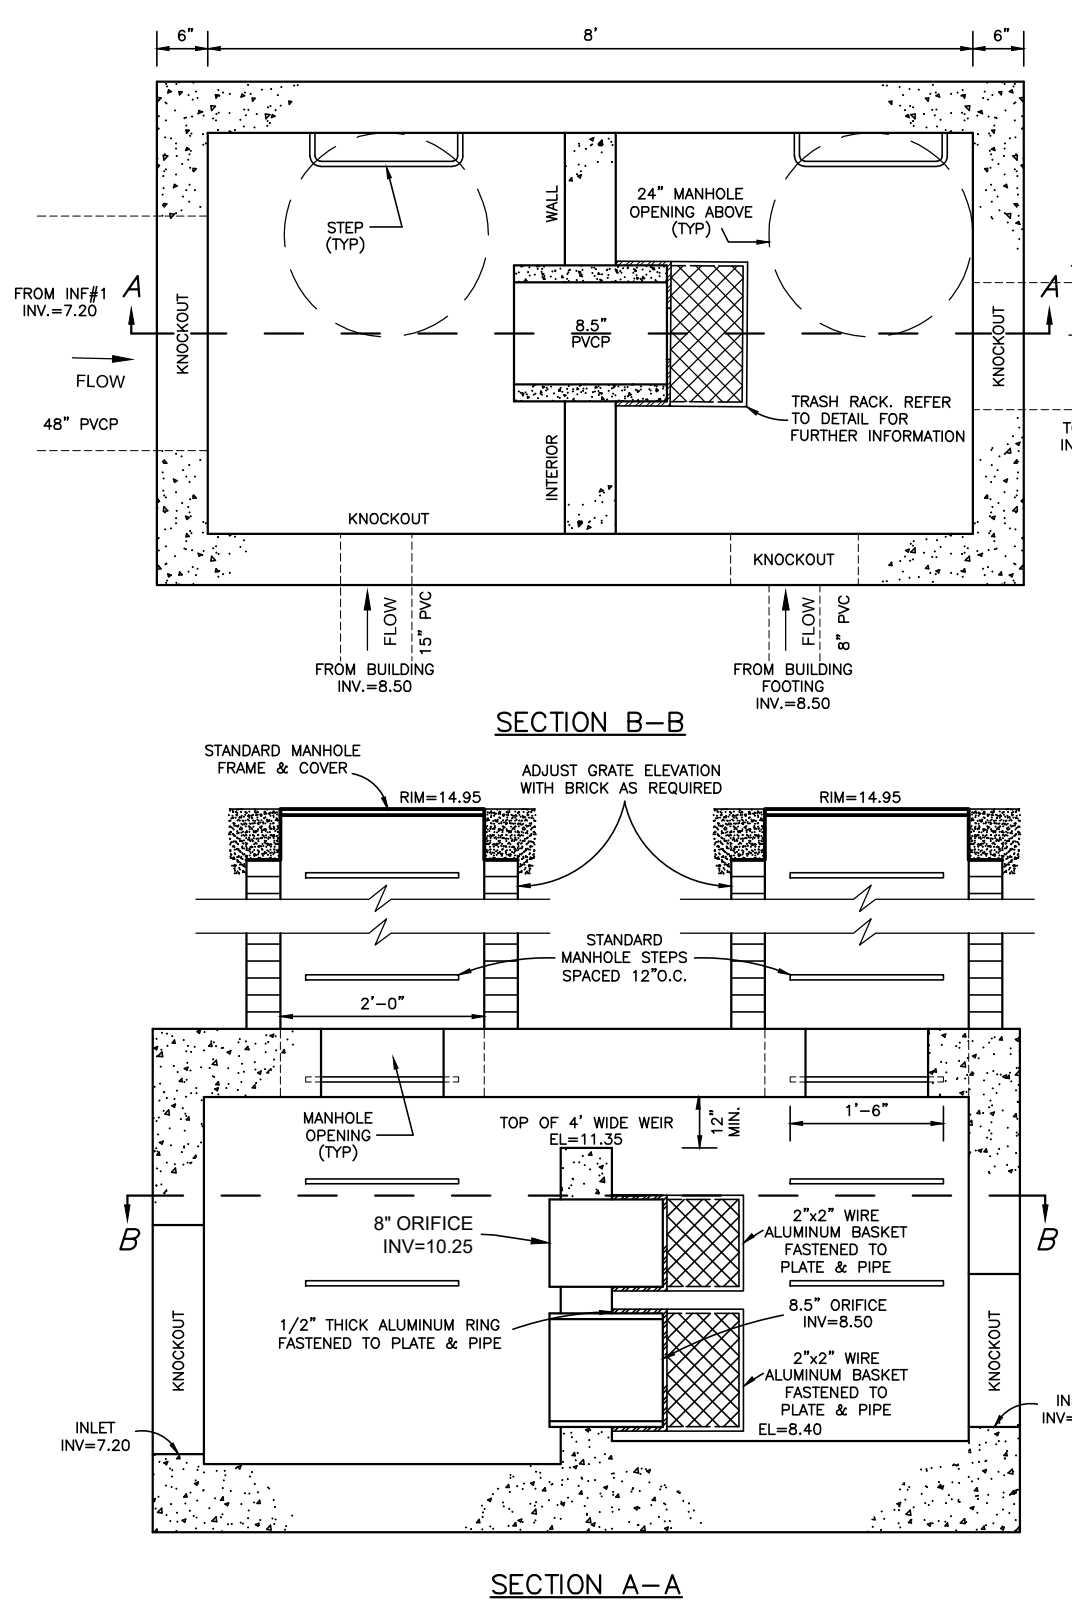 6"
8'
6"
WALL
24" MANHOLE
OPENING ABOVE
(TYP)
STEP
(TYP)
FROM INF#1
INV.=7.20
A
A
KNOCKOUT
8.5"
PVCP
KNOCKOUT
FLOW
48" PVCP
TRASH RACK. REFER
TO DETAIL FOR
FURTHER INFORMATION
INTERIOR
KNOCKOUT
KNOCKOUT
FLOW
15" PVC
FLOW
8" PVC
FROM BUILDING
INV.=8.50
FROM BUILDING
FOOTING
INV.=8.50
SECTION B-B
STANDARD MANHOLE
FRAME & COVER
ADJUST GRATE ELEVATION
WITH BRICK AS REQUIRED
RIM=14.95
RIM=14.95
STANDARD
MANHOLE STEPS
SPACED 12"O.C.
2'-0"
MANHOLE
OPENING
(TYP)
TOP OF 4' WIDE WEIR
EL=11.35
12"
MIN.
1'-6"
B
B
8" ORIFICE
INV=10.25
2"x2" WIRE
ALUMINUM BASKET
FASTENED TO
PLATE & PIPE
1/2" THICK ALUMINUM RING
FASTENED TO PLATE & PIPE
8.5" ORIFICE
INV=8.50
KNOCKOUT
KNOCKOUT
2"x2" WIRE
ALUMINUM BASKET
FASTENED TO
PLATE & PIPE
EL=8.40
INLET
INV=7.20
SECTION A-A